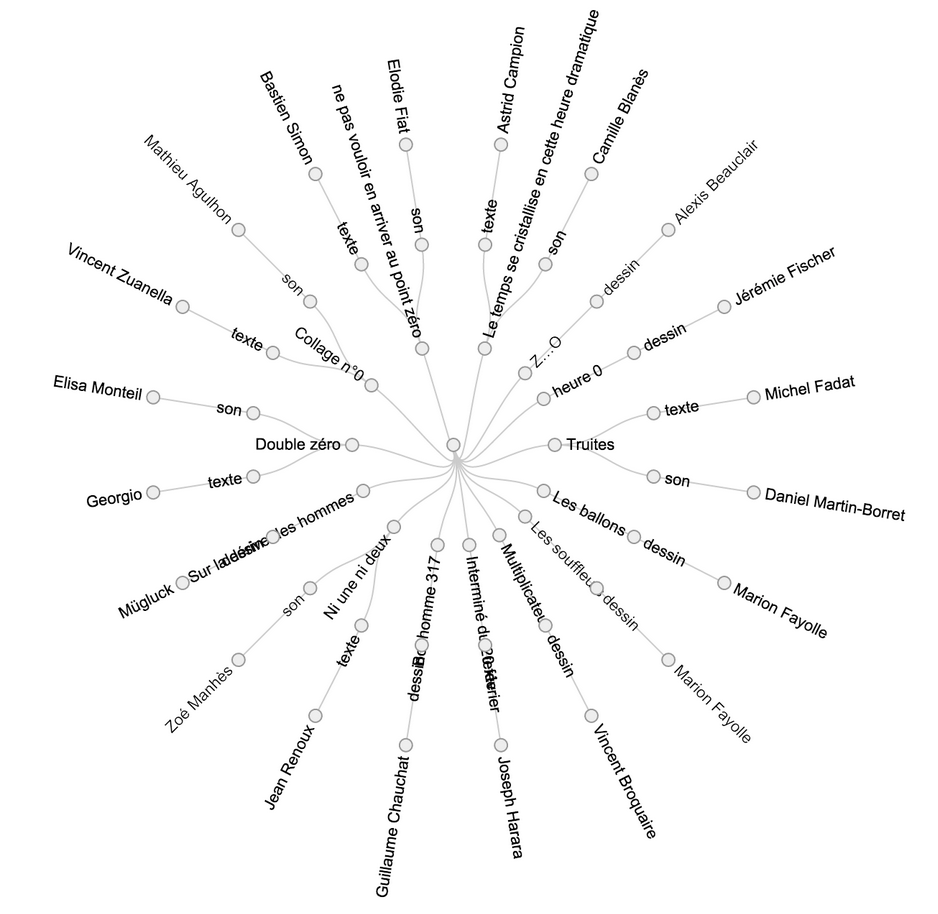 Le temps se cristallise en cette heure dramatique
texte
Astrid Campion
son
Camille Blanès
Z…O
dessin
Alexis Beauclair
heure 0
dessin
Jérémie Fischer
Truites
texte
Michel Fadat
son
Daniel Martin-Borret
Les ballons
dessin
Marion Fayolle
Les souffleurs
dessin
Marion Fayolle
Multiplicateur
dessin
Vincent Broquaire
Interminé du 29 février
texte
Joseph Harara
Bonhomme 317
dessin
Guillaume Chauchat
Ni une ni deux
texte
Jean Renoux
son
Zoé Manhès
Sur la des hommes
dessin
Mügluck
Double zéro
texte
Georgio
son
Elisa Monteil
Collage n°0
texte
Vincent Zuanella
son
Mathieu Agulhon
ne pas vouloir en arriver au point zéro
texte
Bastien Simon
son
Elodie Fiat